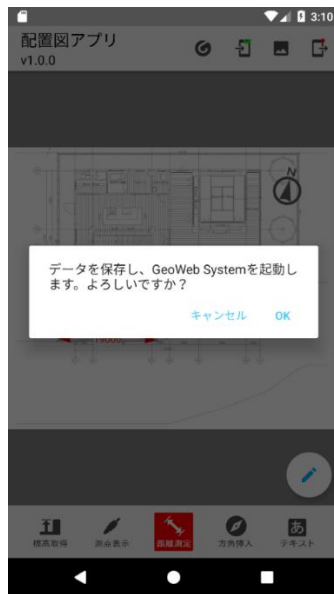 3:10
配置図アプリ
v1.0.0
N
データを保存し、GeoWeb Systemを起動し
ます。よろしいですか？
キャンセル OK
19000
標高取得 測点表示 距離測定 方角挿入 あ テキスト